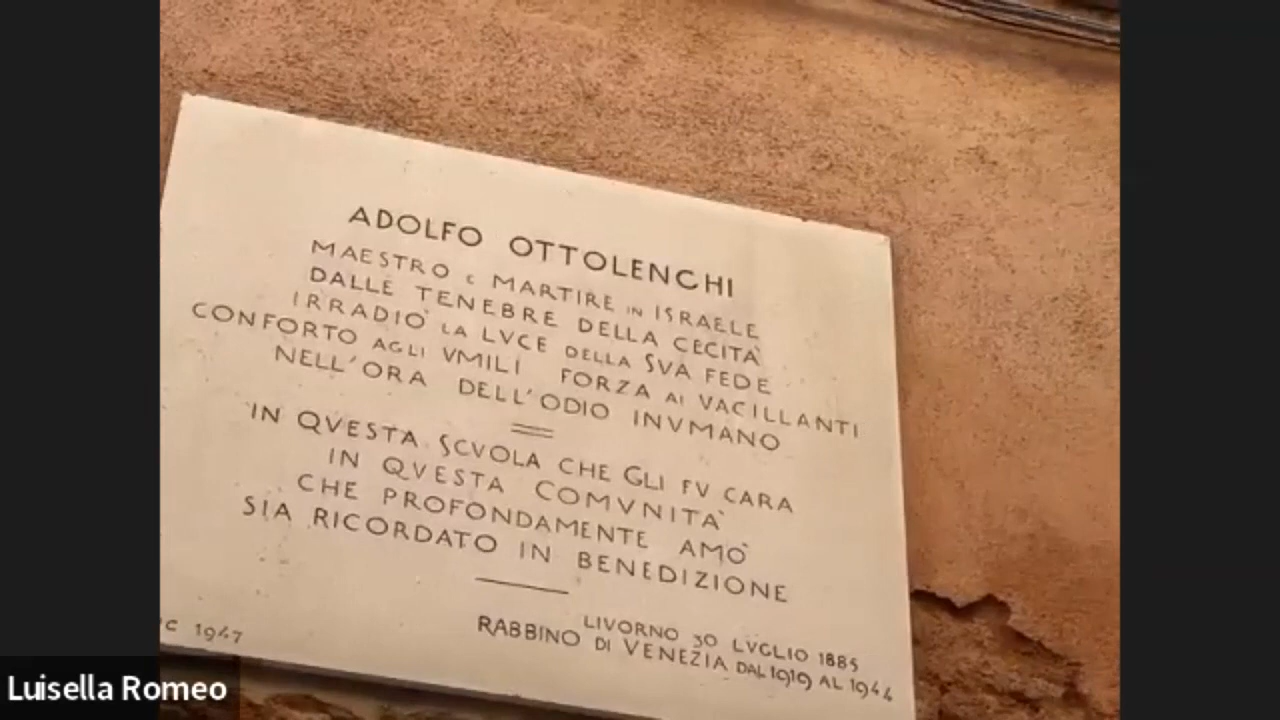 ADOLFO OTTOLENCHI
MAESTRO E MARTIRE IN ISRAELE
DALLE TENEBRE DELLA CECITÀ
IRRADIÒ LA LVCE DELLA SVA FEDE
CONFORTO AGLI VMILI FORZA AI VACILLANTI
NELL'ORA DELL'ODIO INVMANO
IN QVESTA SCVOLA CHE GLI FV CARA
IN QVESTA COMVNITÀ
CHE PROFONDAMENTE AMÒ
SIA RICORDATO IN BENEDIZIONE
LIVORNO 30 LVGLIO 1885
RABBINO DI VENEZIA DAL 1919 AL 1944
1947
Luisella Romeo